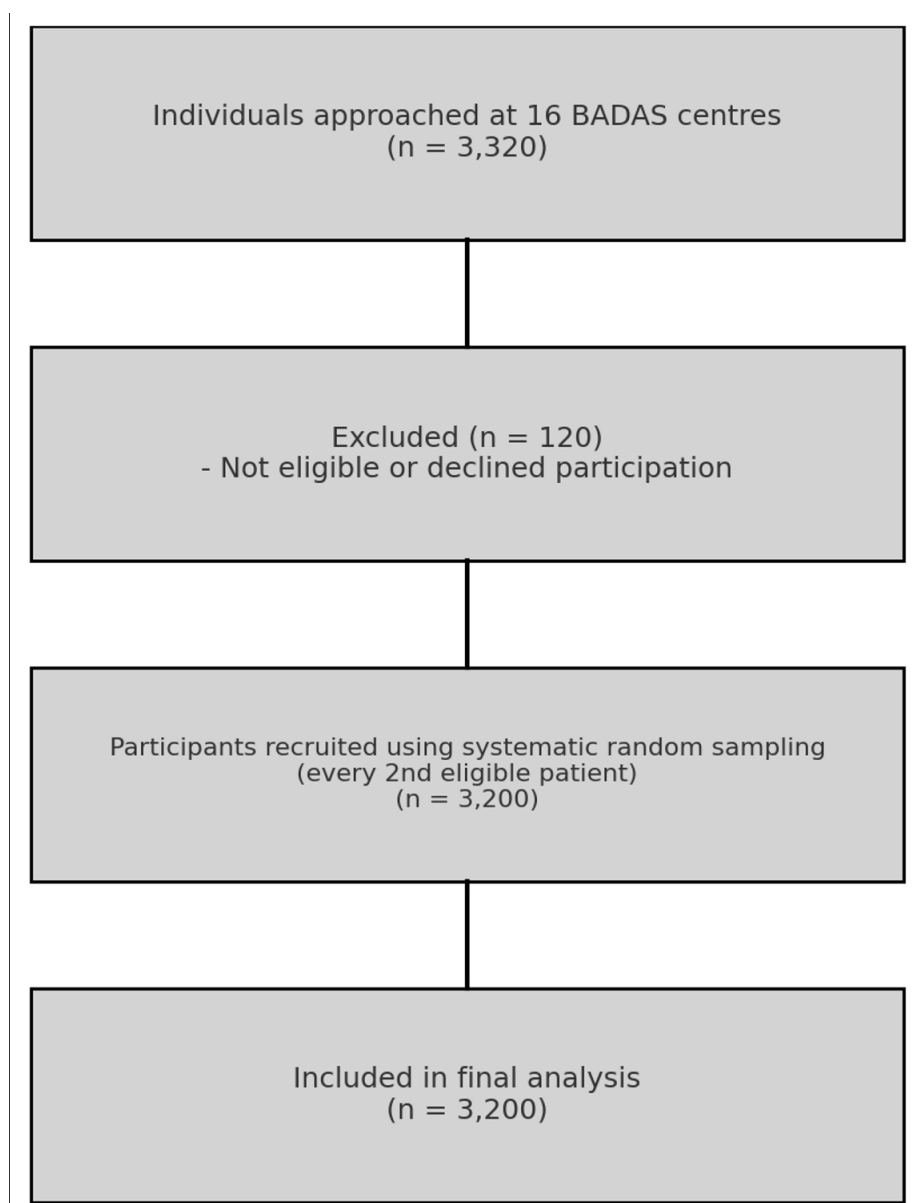 Individuals approached at 16 BADAS centres
(n = 3,320)
Excluded (n = 120)
- Not eligible or declined participation
Participants recruited using systematic random sampling
(every 2nd eligible patient)
(n = 3,200)
Included in final analysis
(n = 3,200)